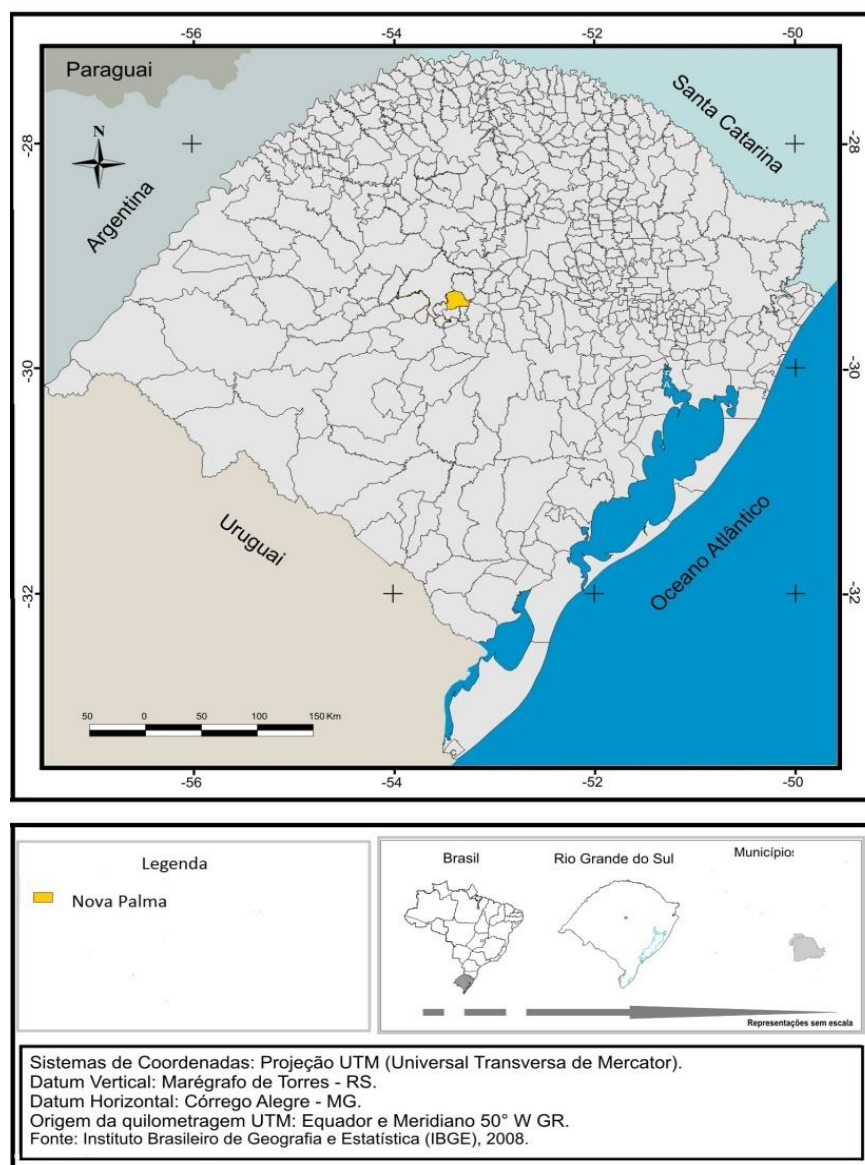 -56 -54 -52 -50
Paraguai
Santa Catarina
N
-28 -28
Argentina
-30 -30
Uruguai
Oceano Atlântico
-32 -32
50 0 50 100 150 Km
-56 -54 -52 -50
Legenda
Nova Palma
Brasil
Rio Grande do Sul
Municípios
Representações sem escala
Sistemas de Coordenadas: Projeção UTM (Universal Transversa de Mercator).
Datum Vertical: Marégrafo de Torres - RS.
Datum Horizontal: Córrego Alegre - MG.
Origem da quilometragem UTM: Equador e Meridiano 50° W GR.
Fonte: Instituto Brasileiro de Geografia e Estatística (IBGE), 2008.